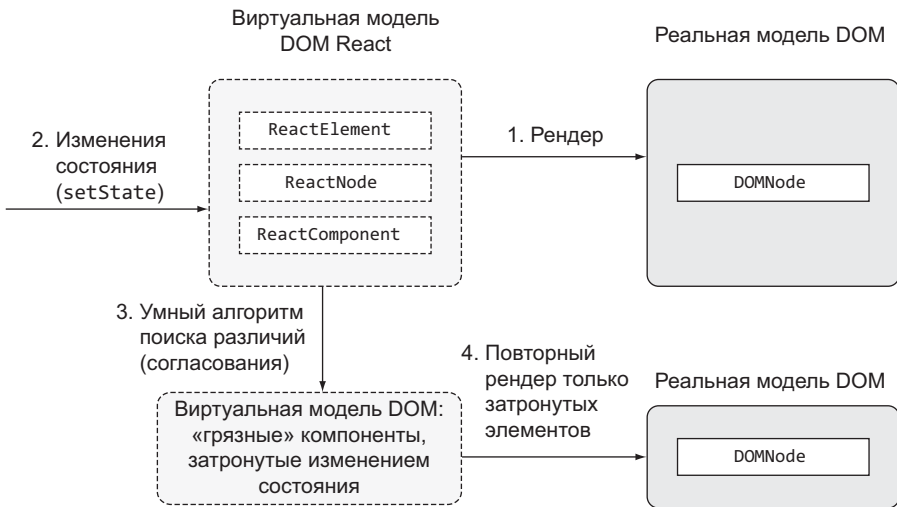 Виртуальная модель
DOM React
Реальная модель DOM
2. Изменения
состояния
(setState)
ReactElement
ReactNode
ReactComponent
1. Рендер
DOMNode
3. Умный алгоритм
поиска различий
(согласования)
4. Повторный
рендер только
затронутых
элементов
Виртуальная модель DOM:
«грязные» компоненты,
затронутые изменением
состояния
Реальная модель DOM
DOMNode